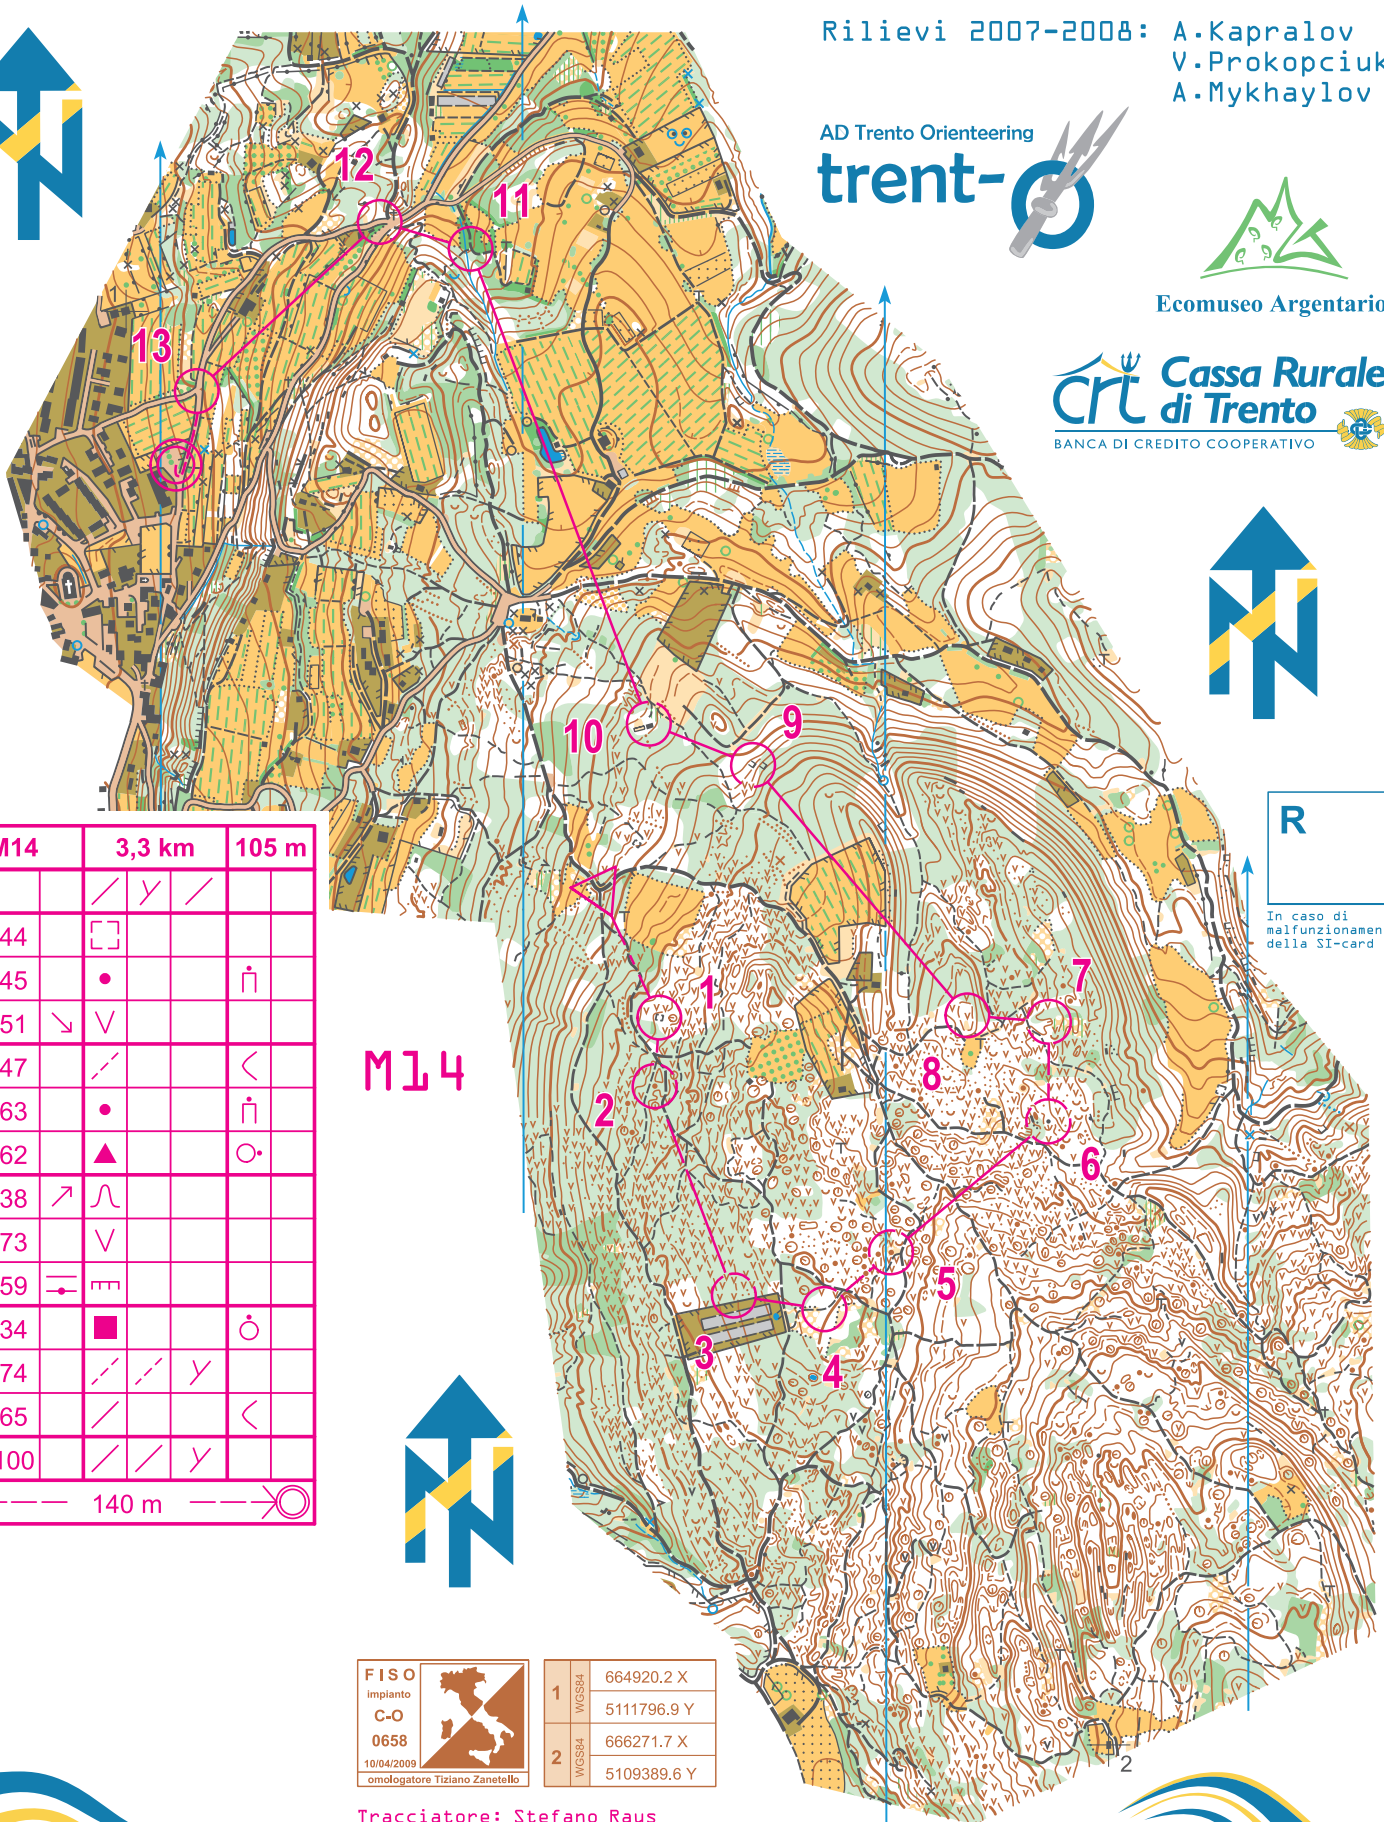 Rilievi 2007-2008: A.Kapralov
V.Prokopciuk
A.Mykhaylov
AD Trento Orienteering
trent-O
Ecomuseo Argentario
crt Cassa Rurale
di Trento
BANCA DI CREDITO COOPERATIVO
12
11
13
10
9
R
In caso di
malfunzionamen
della SI-card
M14 3,3 km 105 m
44
45
51
47
63
62
38
73
59
34
74
65
100
140 m
M14
1
2
3
4
5
6
7
8
2
FISO
impianto
C-O
0658
10/04/2009
omologatore Tiziano Zanetello
1 WGS84 664920.2 X
5111796.9 Y
2 WGS84 666271.7 X
5109389.6 Y
Tracciatore: Stefano Raus